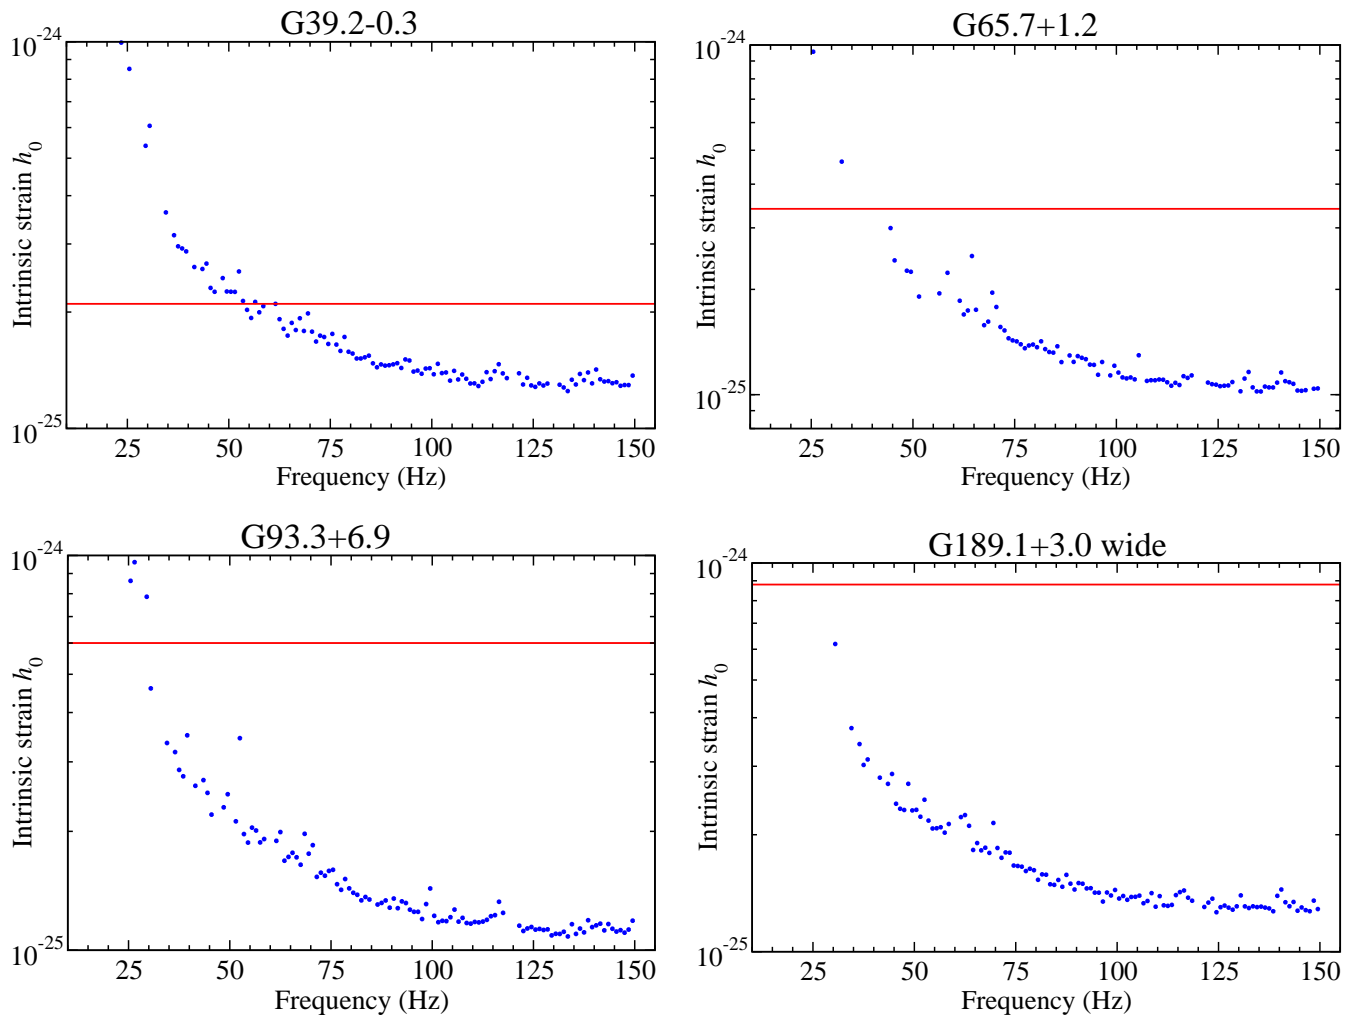 G39.2-0.3
10-24
10-25
Intrinsic strain h0
25 50 75 100 125 150
Frequency (Hz)
G65.7+1.2
10-24
10-25
Intrinsic strain h0
25 50 75 100 125 150
Frequency (Hz)
G93.3+6.9
10-24
10-25
Intrinsic strain h0
25 50 75 100 125 150
Frequency (Hz)
G189.1+3.0 wide
10-24
10-25
Intrinsic strain h0
25 50 75 100 125 150
Frequency (Hz)